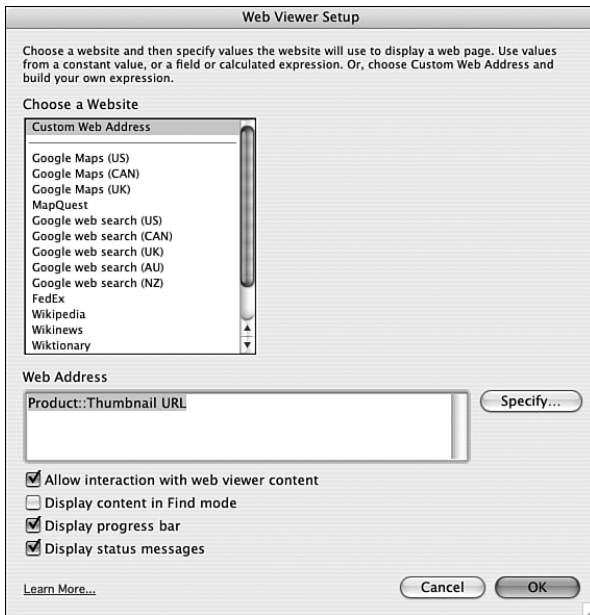 Web Viewer Setup
Choose a website and then specify values the website will use to display a web page. Use values
from a constant value, or a field or calculated expression. Or, choose Custom Web Address and
build your own expression.
Choose a Website
Custom Web Address
Google Maps (US)
Google Maps (CAN)
Google Maps (UK)
MapQuest
Google web search (US)
Google web search (CAN)
Google web search (UK)
Google web search (AU)
Google web search (NZ)
FedEx
Wikipedia
Wikinews
Wiktionary
Web Address
Product::Thumbnail URL
Specify...
Allow interaction with web viewer content
Display content in Find mode
Display progress bar
Display status messages
Learn More...
Cancel
OK